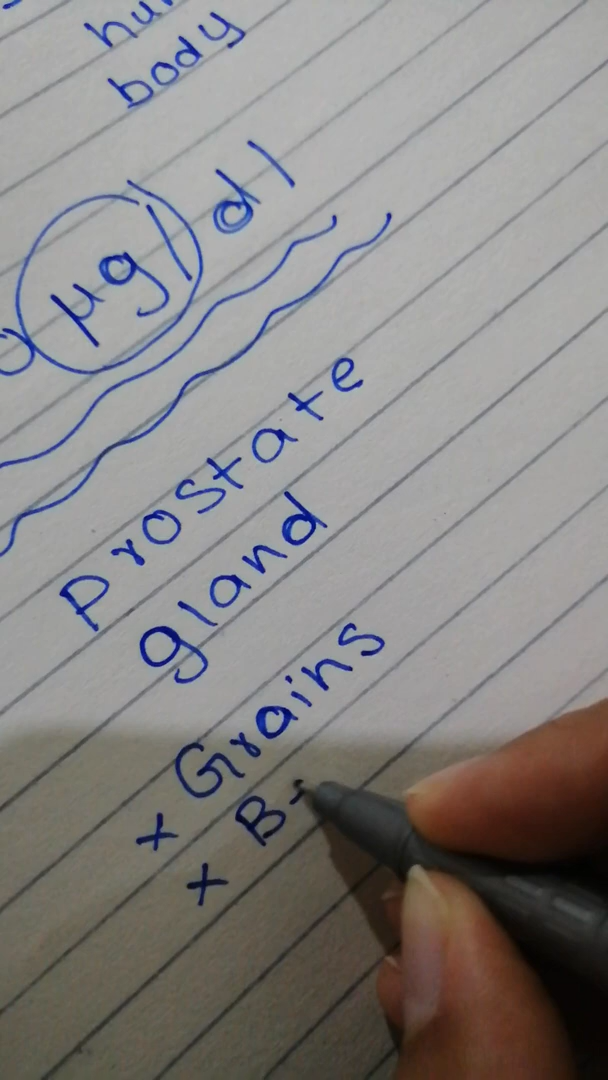 body
µg/dl
Prostate
gland
x Grains
x B